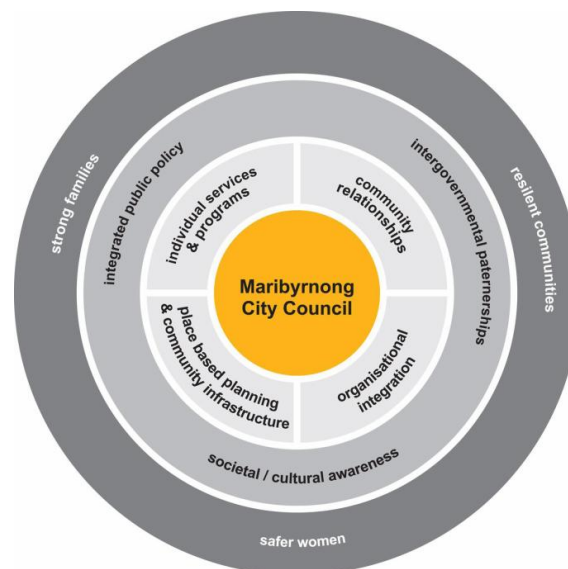 strong families
integrated public policy
individual services
& programs
community
relationships
intergovernmental paternerships
resilent communities
Maribyrnong
City Council
place based planning
& community infrastructure
organisational
integration
societal / cultural awareness
safer women